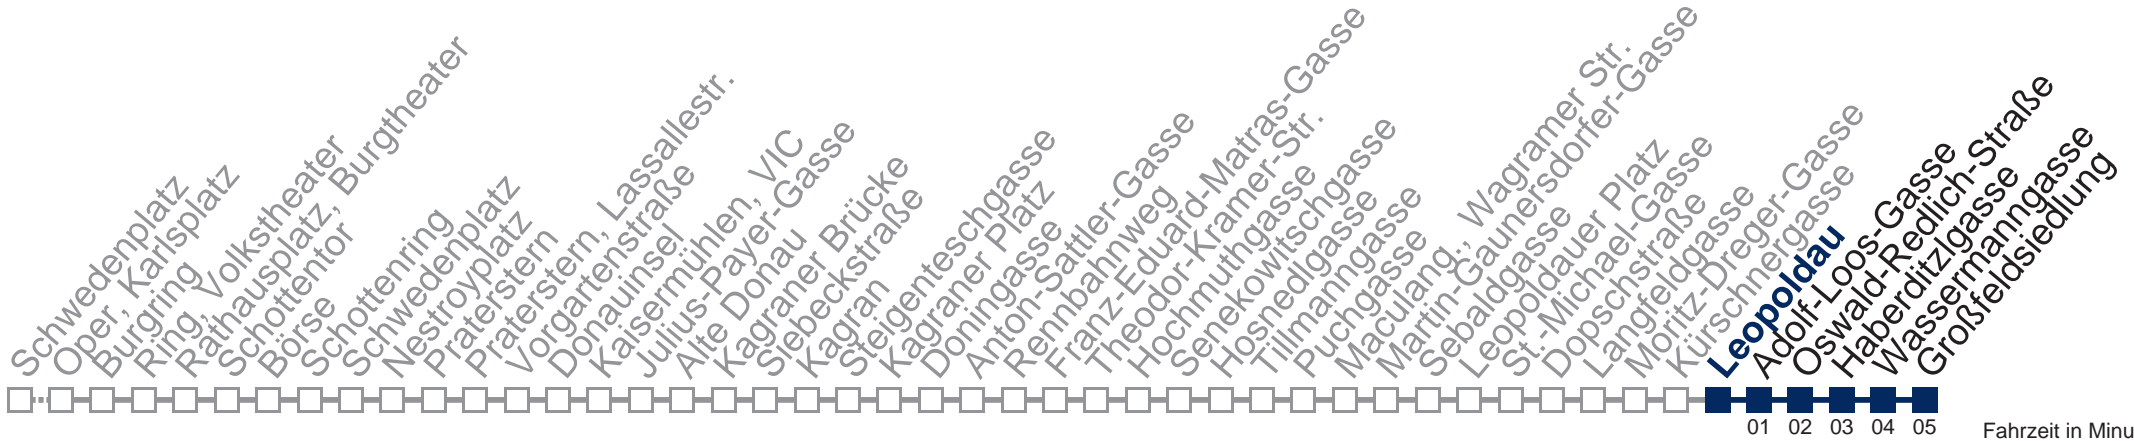 Schwedenplatz
Oper, Karlsplatz
Burgring
Ring, Volkstheater
Rathausplatz, Burgtheater
Schottentor
Börse
Schottenring
Schwedenplatz
Nestroyplatz
Praterstern
Praterstern, Lassallestr.
Vorgartenstraße
Donauinsel
Kaisermühlen, VIC
Julius-Payer-Gasse
Alte Donau
Kagraner Brücke
Siebeckstraße
Kagran
Steigenteschgasse
Kagraner Platz
Doningasse
Anton-Sattler-Gasse
Rennbahnweg
Franz-Eduard-Matras-Gasse
Theodor-Kramer-Str.
Hochmuthgasse
Senekowitschgasse
Hosnedlgasse
Tillmanngasse
Puchgasse
Maculang., Wagramer Str.
Martin-Gaunersdorfer-Gasse
Sebaldgasse
Leopoldauer Platz
St.-Michael-Gasse
Dopschstraße
Langfeldgasse
Moritz-Dreger-Gasse
Kürschnergasse
Leopoldau
Adolf-Loos-Gasse
Oswald-Redlich-Straße
Haberditzlgasse
Wassermanngasse
Großfeldsiedlung
01 02 03 04 05
Fahrzeit in Minu